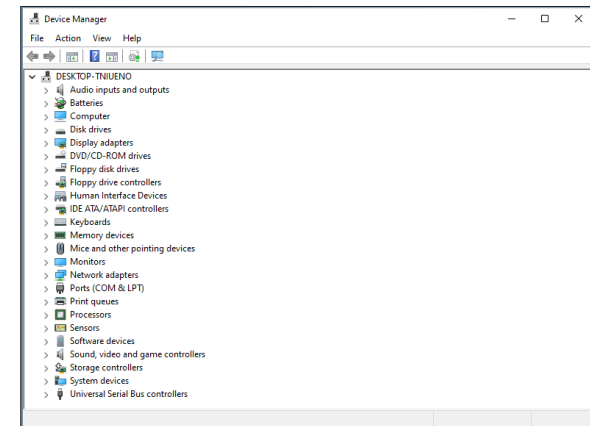 Device Manager
File Action View Help
DESKTOP-TNIUENO
Audio inputs and outputs
Batteries
Computer
Disk drives
Display adapters
DVD/CD-ROM drives
Floppy disk drives
Floppy drive controllers
Human Interface Devices
IDE ATA/ATAPI controllers
Keyboards
Memory devices
Mice and other pointing devices
Monitors
Network adapters
Ports (COM & LPT)
Print queues
Processors
Sensors
Software devices
Sound, video and game controllers
Storage controllers
System devices
Universal Serial Bus controllers